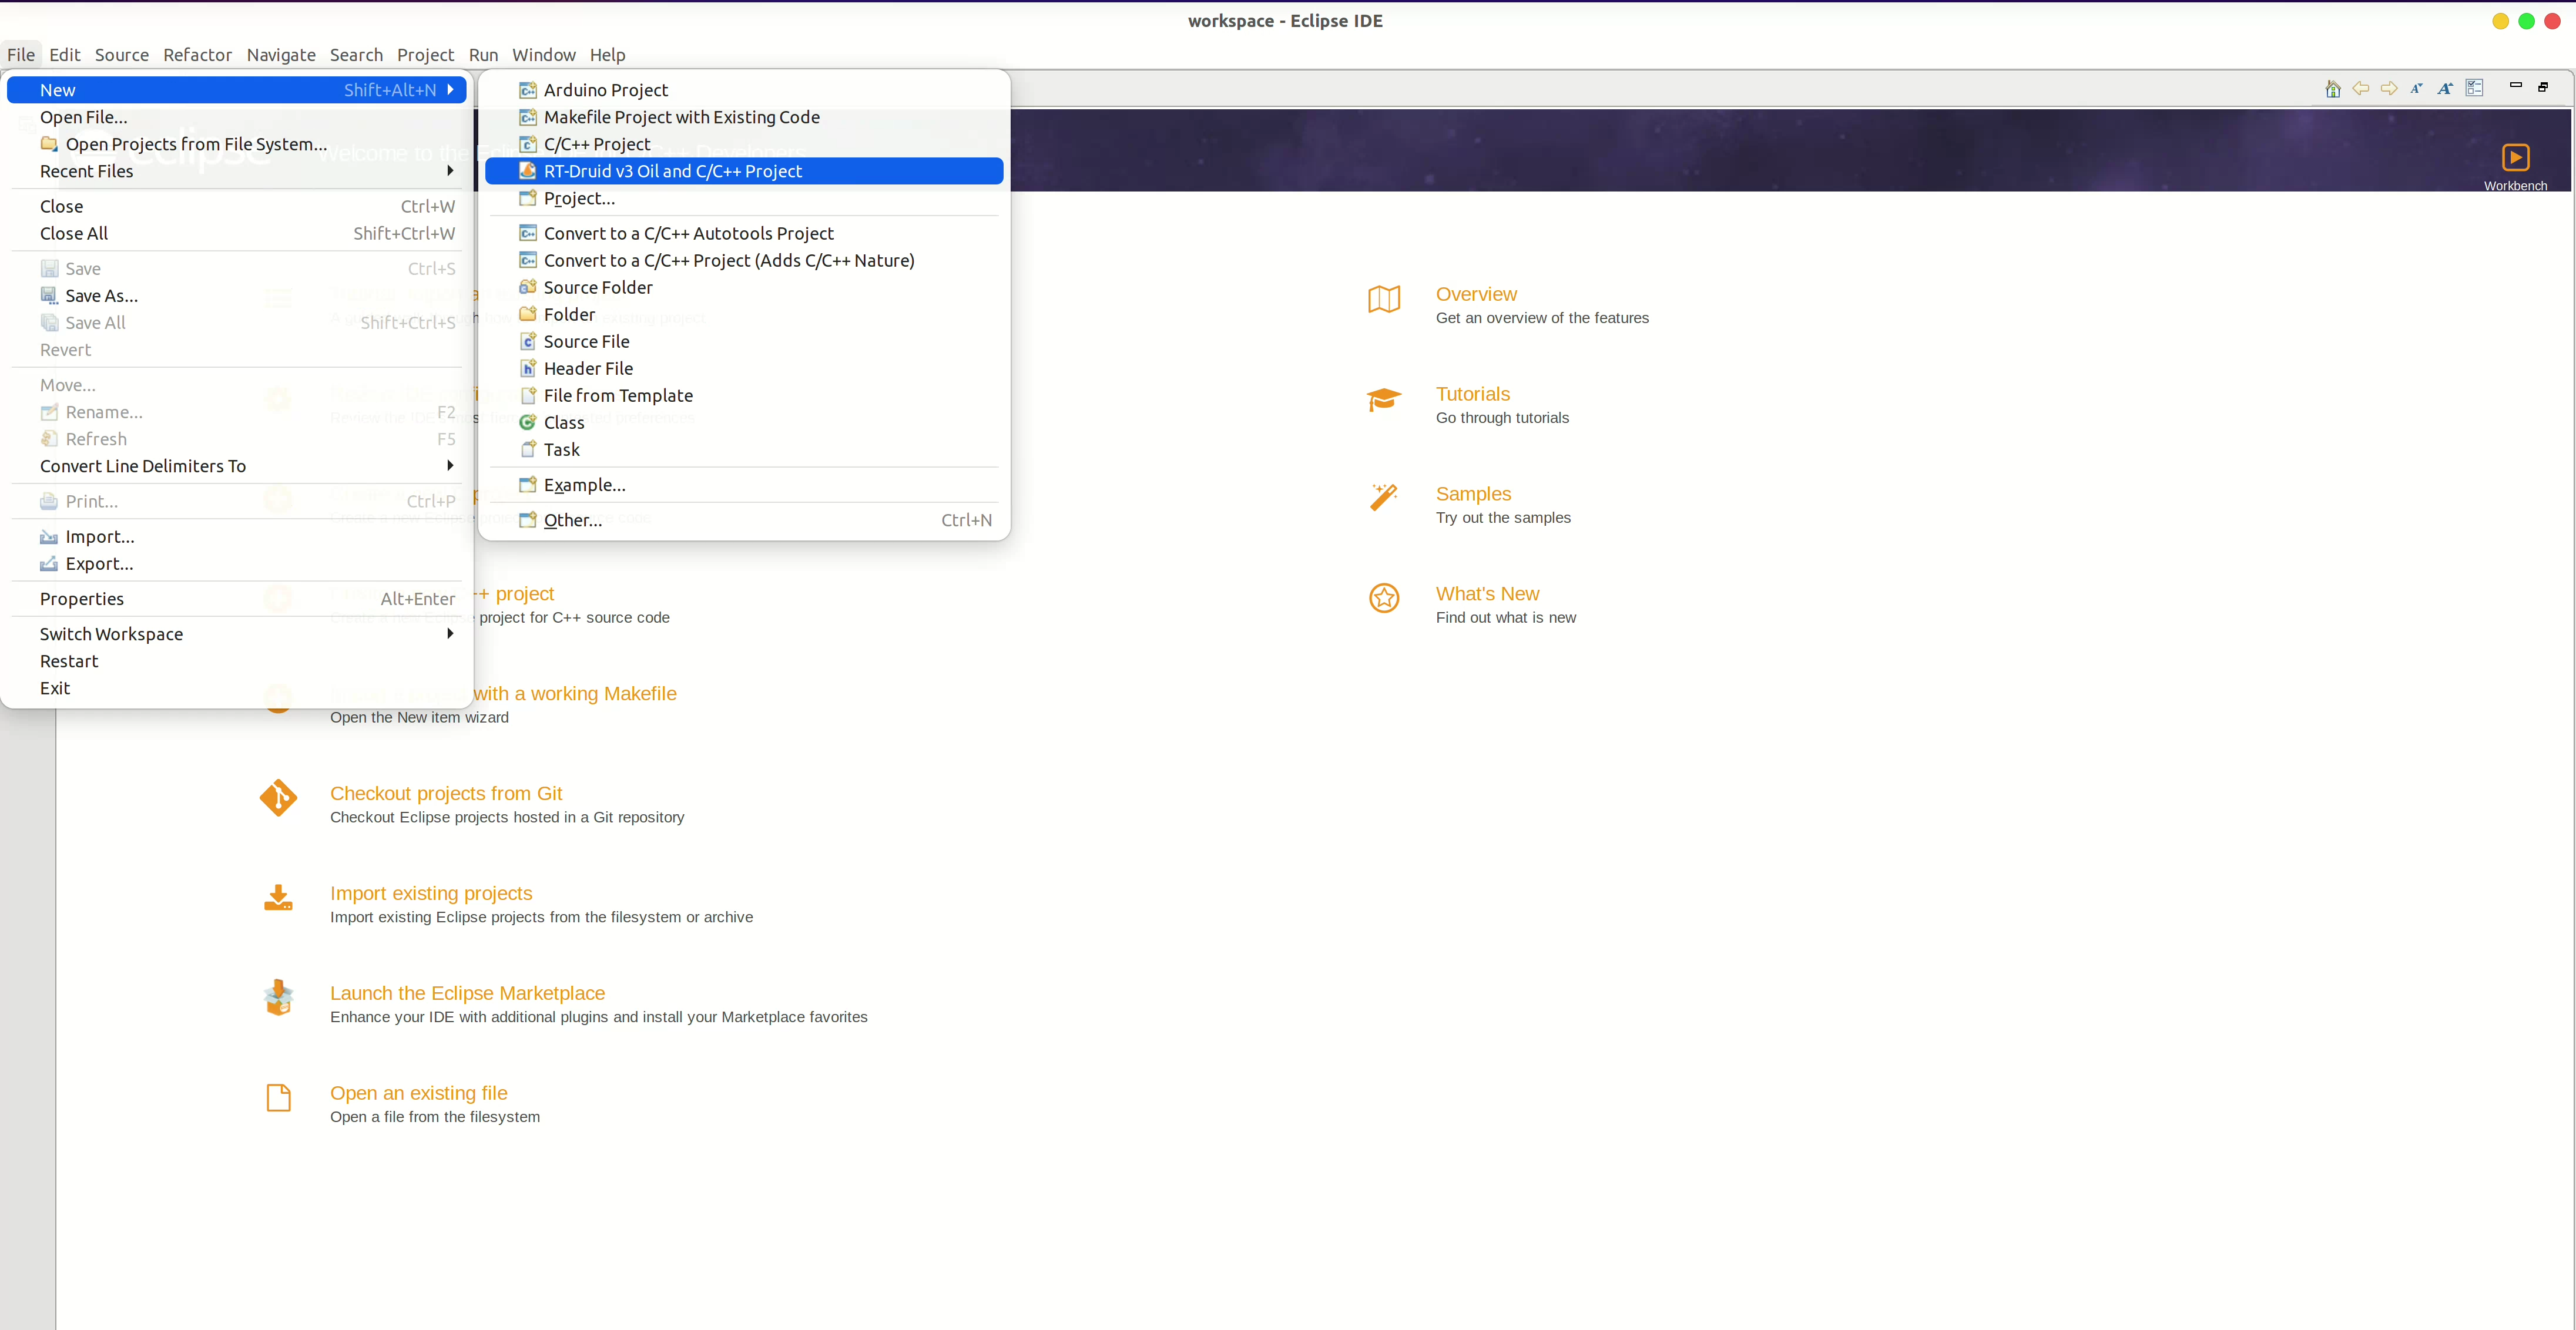 workspace - Eclipse IDE
File Edit Source Refactor Navigate Search Project Run Window Help
New Shift+Alt+N
Open File...
Open Projects from File System...
Recent Files
Close Ctrl+W
Close All Shift+Ctrl+W
Save Ctrl+S
Save As...
Save All Shift+Ctrl+S
Revert
Move...
Rename... F2
Refresh F5
Convert Line Delimiters To
Print... Ctrl+P
Import...
Export...
Properties Alt+Enter
Switch Workspace
Restart
Exit
Arduino Project
Makefile Project with Existing Code
C/C++ Project
RT-Druid v3 Oil and C/C++ Project
Project...
Convert to a C/C++ Autotools Project
Convert to a C/C++ Project (Adds C/C++ Nature)
Source Folder
Folder
Source File
Header File
File from Template
Class
Task
Example...
Other... Ctrl+N
eclipse
Welcome to the
Workbench
++ project
project for C++ source code
with a working Makefile
Open the New item wizard
Checkout projects from Git
Checkout Eclipse projects hosted in a Git repository
Import existing projects
Import existing Eclipse projects from the filesystem or archive
Launch the Eclipse Marketplace
Enhance your IDE with additional plugins and install your Marketplace favorites
Open an existing file
Open a file from the filesystem
Overview
Get an overview of the features
Tutorials
Go through tutorials
Samples
Try out the samples
What's New
Find out what is new